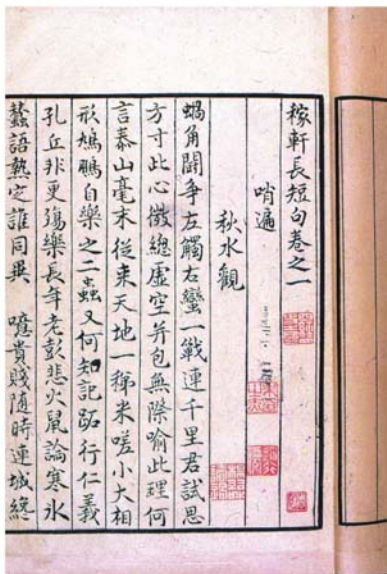 稼軒長短句卷之一
哨遍
秋水觀
蝸角鬪爭左觸右蠻一戰連千里君試思
方寸此心微總虛空并包無際喻此理何
言泰山毫末從來天地一稊米嗟小大相
形鳩鵬自樂之二蟲又何知記跖行仁義
孔丘非更殤樂長年老彭悲火鼠論寒氷
蠶語熱定誰同異　噫貴賤隨時連城纔